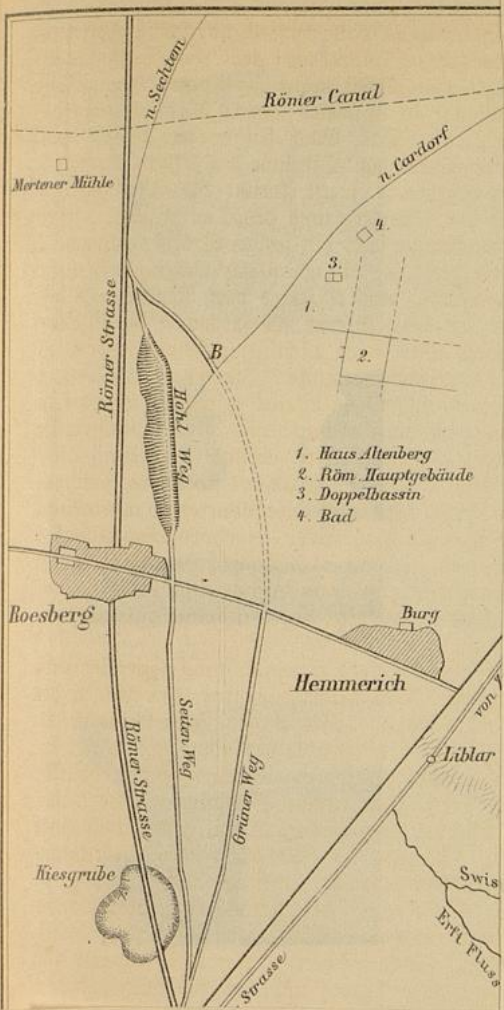 n. Sechtem
Römer Canal
n. Cardorf
Mertener Mühle
4.
3.
1.
2.
Römer Strasse
B
Hohl Weg
1. Haus Altenberg
2. Röm. Hauptgebäude
3. Doppelbassin
4. Bad
Roesberg
Burg
Hemmerich
von
Liblar
Römer Strasse
Seiten Weg
Grüner Weg
Kiesgrube
Swis
Erft Fluss
Strasse